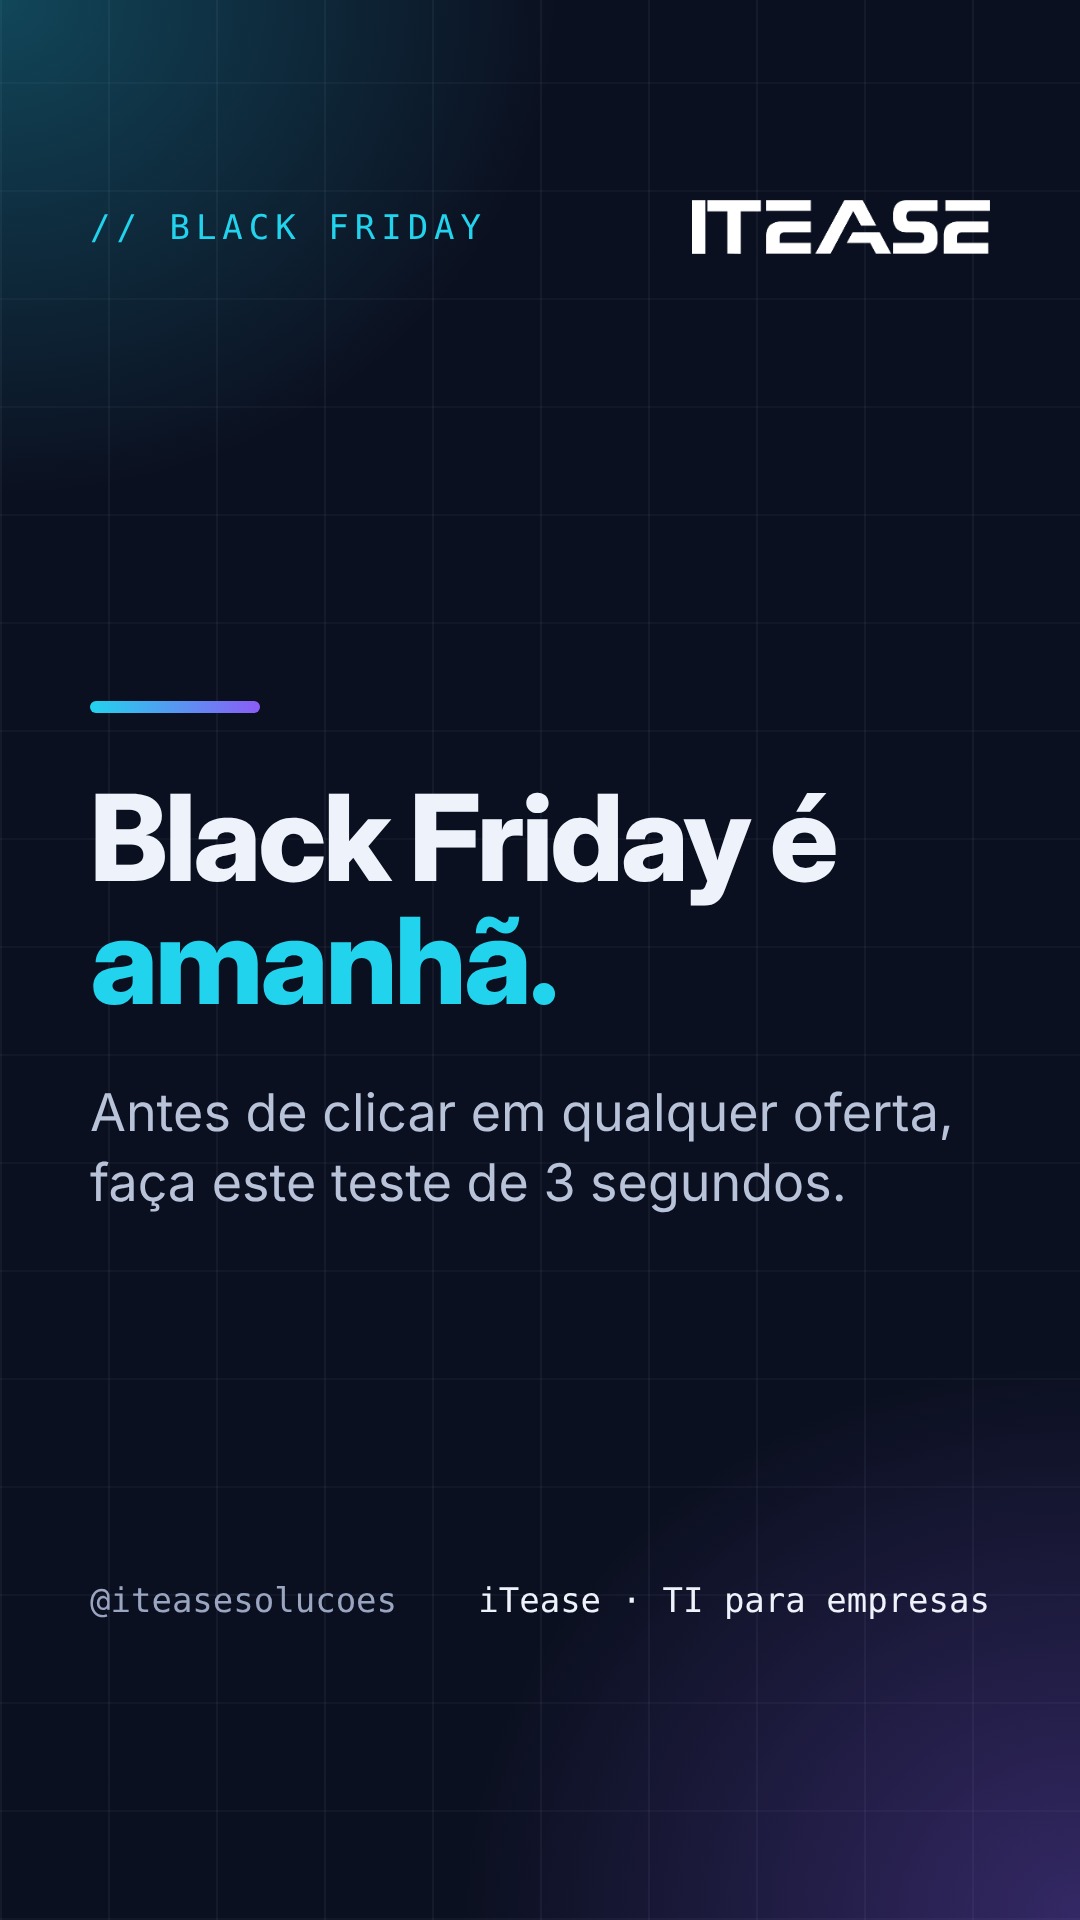 // BLACK FRIDAY
ITEASE
Black Friday é
amanhã.
Antes de clicar em qualquer oferta,
faça este teste de 3 segundos.
@iteasesolucoes
iTease · TI para empresas